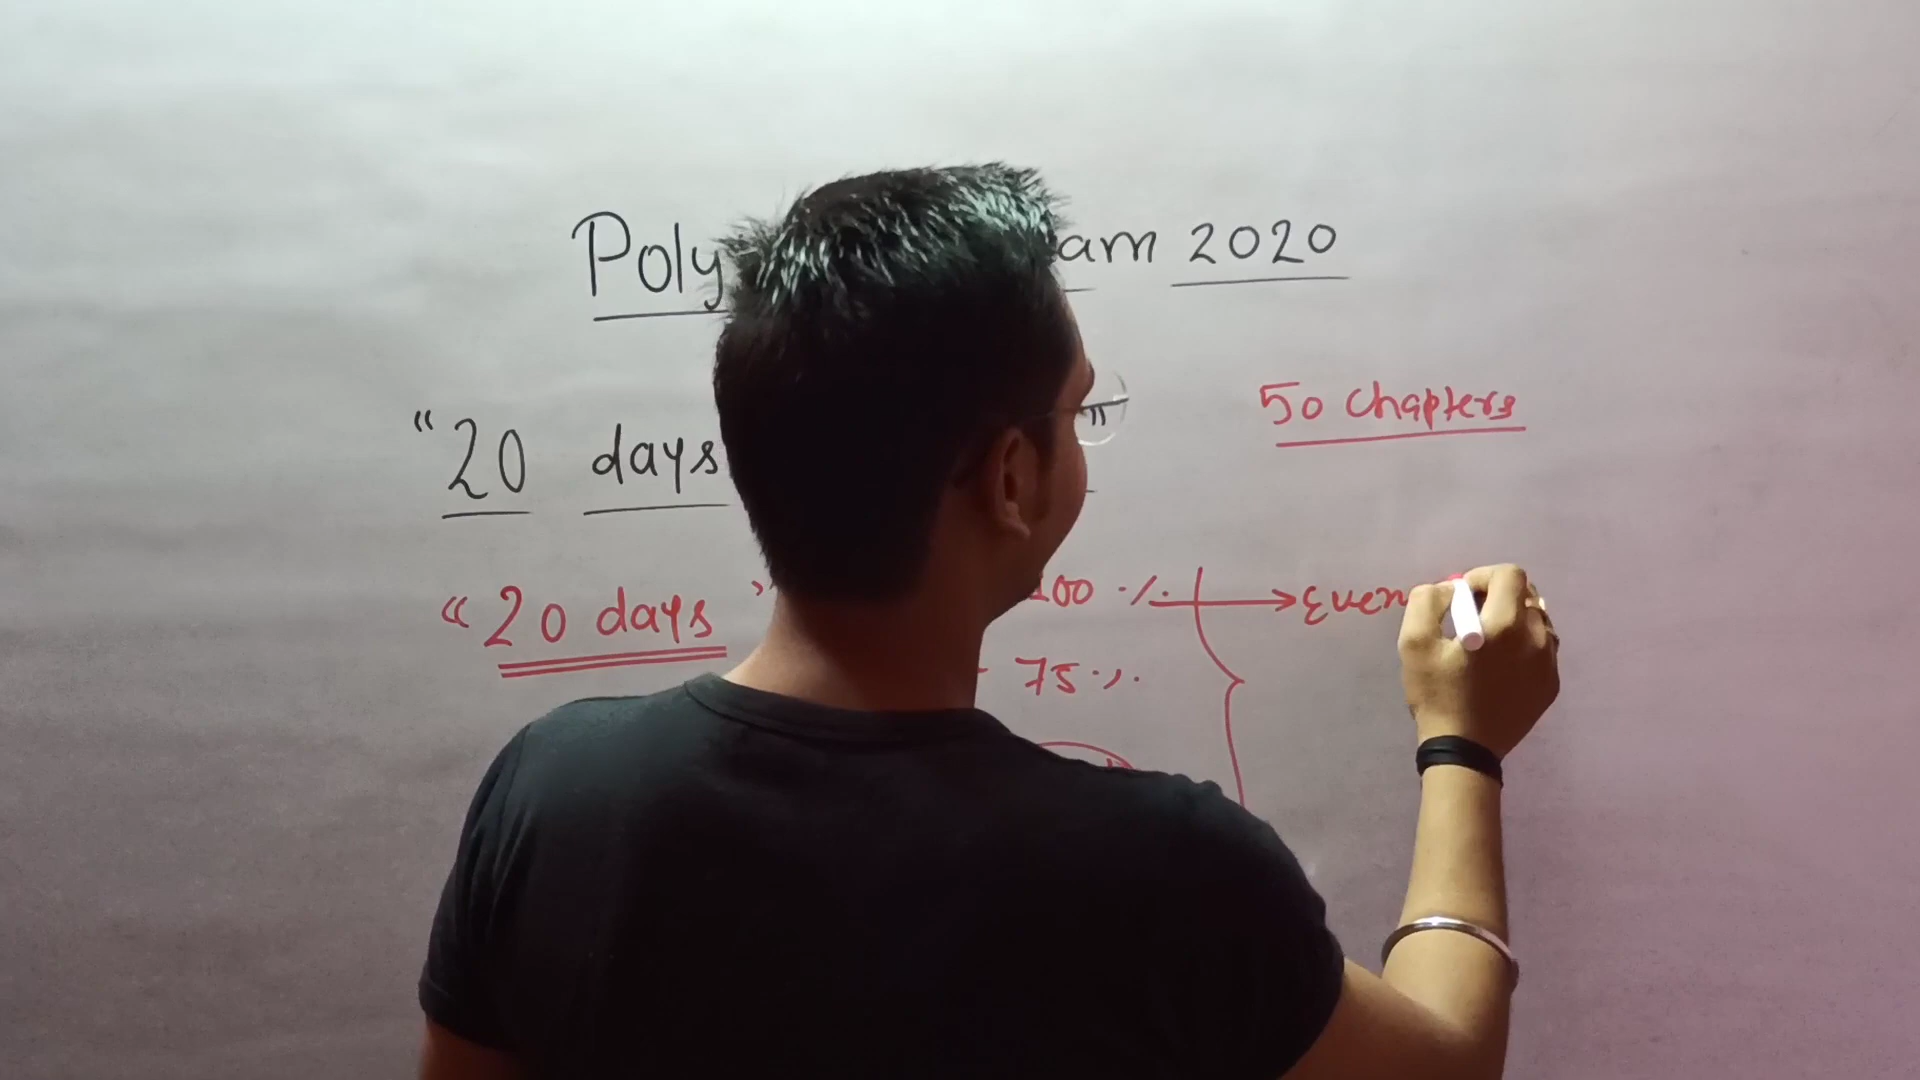 Poly am 2020
"20 days "
50 chapters
"20 days" 100 % → Even
75 %